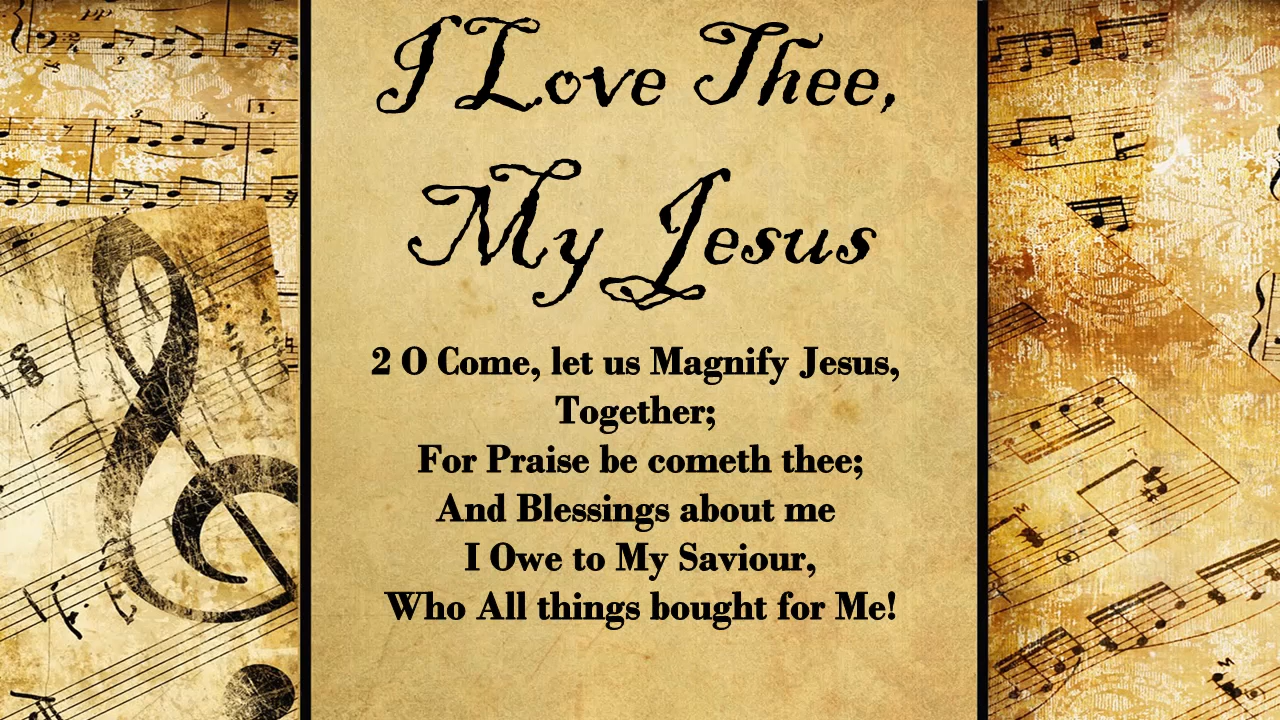 I Love Thee,
My Jesus
2 O Come, let us Magnify Jesus,
Together;
For Praise be cometh thee;
And Blessings about me
I Owe to My Saviour,
Who All things bought for Me!